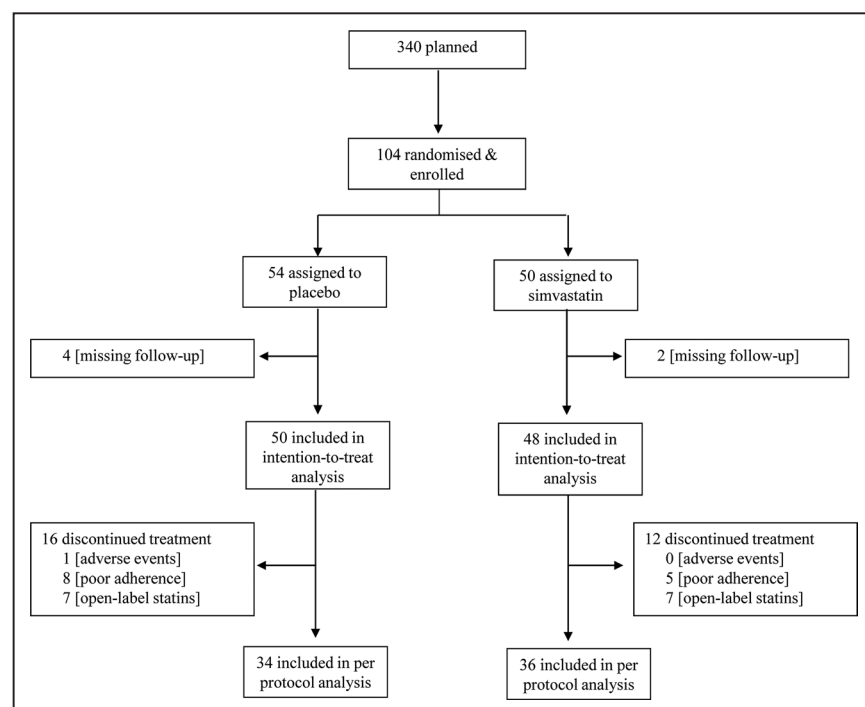 340 planned
104 randomised &
enrolled
54 assigned to
placebo
50 assigned to
simvastatin
4 [missing follow-up]
2 [missing follow-up]
50 included in
intention-to-treat
analysis
48 included in
intention-to-treat
analysis
16 discontinued treatment
1 [adverse events]
8 [poor adherence]
7 [open-label statins]
12 discontinued treatment
0 [adverse events]
5 [poor adherence]
7 [open-label statins]
34 included in per
protocol analysis
36 included in per
protocol analysis